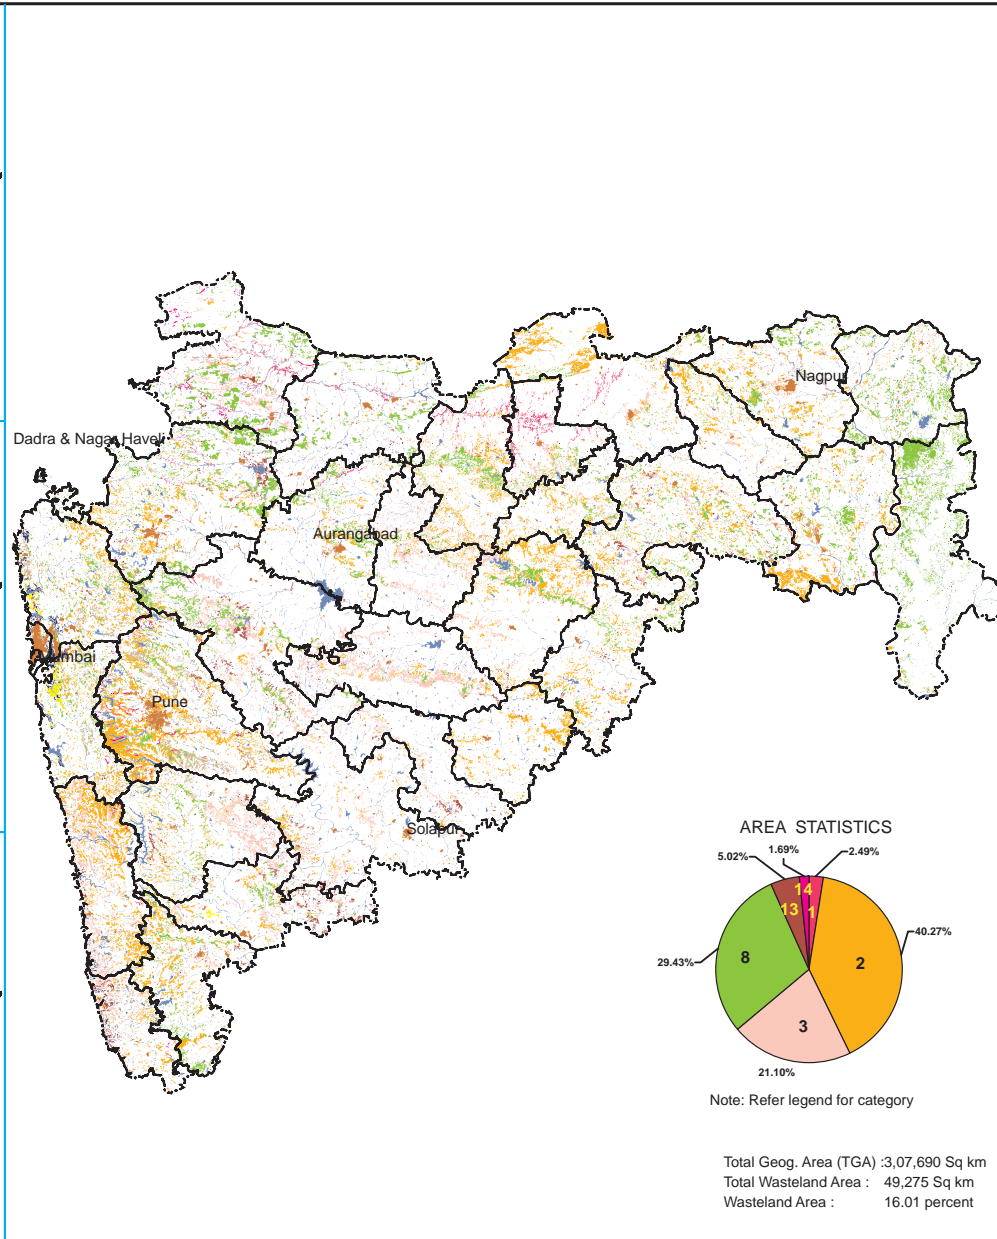 Nagpur
Dadra & Nagar Haveli
Aurangabad
Mumbai
Pune
Solapur
AREA STATISTICS
1.69%
5.02%
2.49%
14
13
1
40.27%
8
2
29.43%
3
21.10%
Note: Refer legend for category
Total Geog. Area (TGA) :3,07,690 Sq km
Total Wasteland Area : 49,275 Sq km
Wasteland Area : 16.01 percent